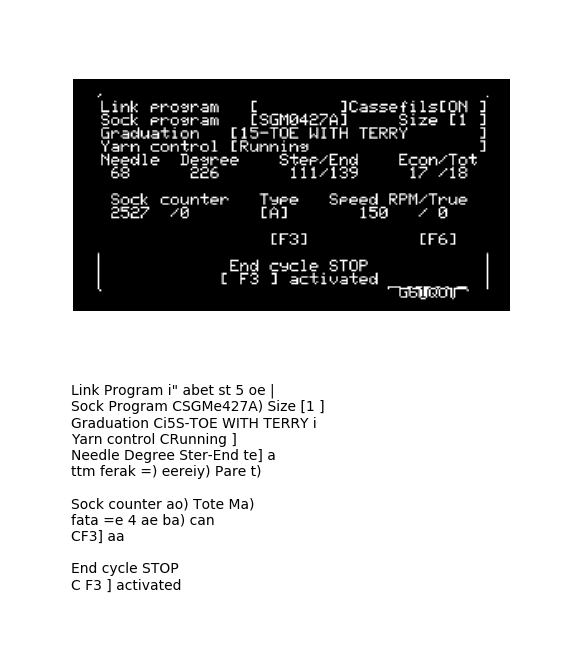 Link program [ ]Cassefils[ON ]
Sock program [SGM0427A] Size [1 ]
Graduation [15-TOE WITH TERRY ]
Yarn control [Running ]
Needle Degree Step/End Econ/Tot
68 226 111/139 17 /18
Sock counter Type Speed RPM/True
2527 /0 [A] 150 / 0
[F3] [F6]
End cycle STOP
[ F3 ] activated
Link Program i" abet st 5 oe |
Sock Program CSGMe427A) Size [1 ]
Graduation Ci5S-TOE WITH TERRY i
Yarn control CRunning ]
Needle Degree Ster-End te] a
ttm ferak =) eereiy) Pare t)
Sock counter ao) Tote Ma)
fata =e 4 ae ba) can
CF3] aa
End cycle STOP
C F3 ] activated